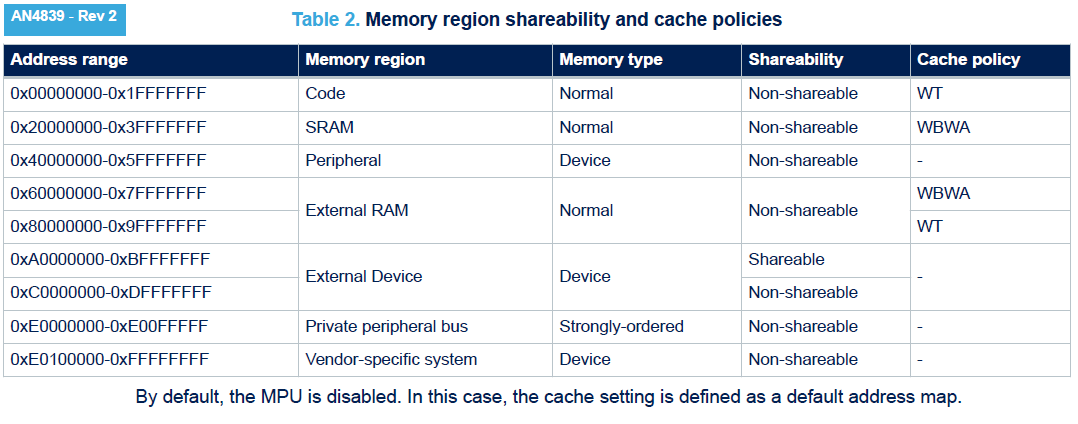 AN4839 - Rev 2
Table 2. Memory region shareability and cache policies
Address range Memory region Memory type Shareability Cache policy
0x00000000-0x1FFFFFFF Code Normal Non-shareable WT
0x20000000-0x3FFFFFFF SRAM Normal Non-shareable WBWA
0x40000000-0x5FFFFFFF Peripheral Device Non-shareable -
0x60000000-0x7FFFFFFF External RAM Normal Non-shareable WBWA
0x80000000-0x9FFFFFFF WT
0xA0000000-0xBFFFFFFF External Device Device Shareable -
0xC0000000-0xDFFFFFFF Non-shareable
0xE0000000-0xE00FFFFF Private peripheral bus Strongly-ordered Non-shareable -
0xE0100000-0xFFFFFFFF Vendor-specific system Device Non-shareable -
By default, the MPU is disabled. In this case, the cache setting is defined as a default address map.